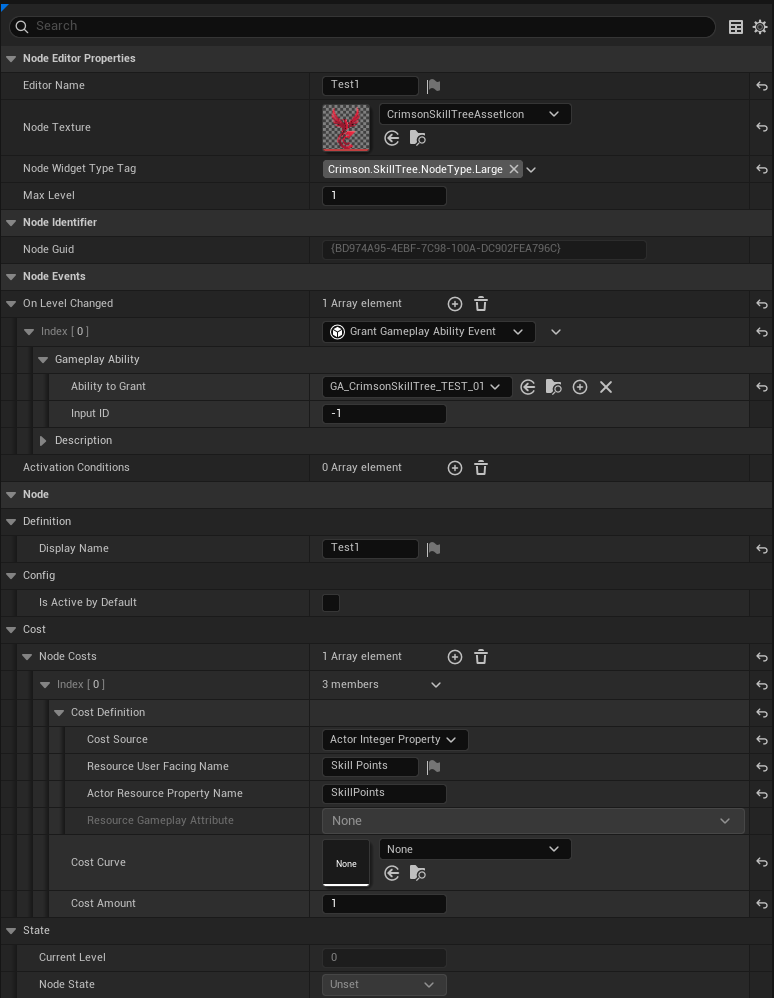 Search
Node Editor Properties
Editor Name Test1
Node Texture CrimsonSkillTreeAssetIcon
Node Widget Type Tag Crimson.SkillTree.NodeType.Large
Max Level 1
Node Identifier
Node Guid {BD974A95-4EBF-7C98-100A-DC902FEA796C}
Node Events
On Level Changed 1 Array element
Index [ 0 ] Grant Gameplay Ability Event
Gameplay Ability
Ability to Grant GA_CrimsonSkillTree_TEST_01
Input ID -1
Description
Activation Conditions 0 Array element
Node
Definition
Display Name Test1
Config
Is Active by Default
Cost
Node Costs 1 Array element
Index [ 0 ] 3 members
Cost Definition
Cost Source Actor Integer Property
Resource User Facing Name Skill Points
Actor Resource Property Name SkillPoints
Resource Gameplay Attribute None
Cost Curve None None
Cost Amount 1
State
Current Level 0
Node State Unset